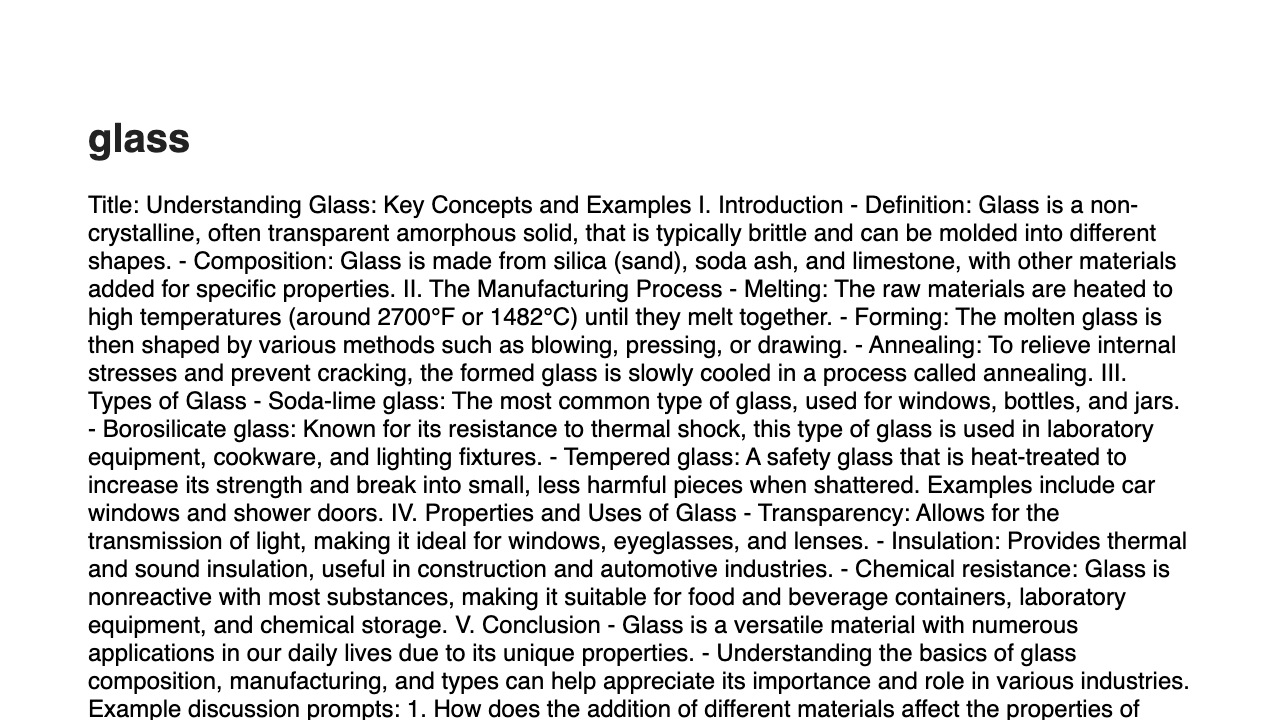 glass
Title: Understanding Glass: Key Concepts and Examples I. Introduction - Definition: Glass is a non-
crystalline, often transparent amorphous solid, that is typically brittle and can be molded into different
shapes. - Composition: Glass is made from silica (sand), soda ash, and limestone, with other materials
added for specific properties. II. The Manufacturing Process - Melting: The raw materials are heated to
high temperatures (around 2700°F or 1482°C) until they melt together. - Forming: The molten glass is
then shaped by various methods such as blowing, pressing, or drawing. - Annealing: To relieve internal
stresses and prevent cracking, the formed glass is slowly cooled in a process called annealing. III.
Types of Glass - Soda-lime glass: The most common type of glass, used for windows, bottles, and jars.
- Borosilicate glass: Known for its resistance to thermal shock, this type of glass is used in laboratory
equipment, cookware, and lighting fixtures. - Tempered glass: A safety glass that is heat-treated to
increase its strength and break into small, less harmful pieces when shattered. Examples include car
windows and shower doors. IV. Properties and Uses of Glass - Transparency: Allows for the
transmission of light, making it ideal for windows, eyeglasses, and lenses. - Insulation: Provides thermal
and sound insulation, useful in construction and automotive industries. - Chemical resistance: Glass is
nonreactive with most substances, making it suitable for food and beverage containers, laboratory
equipment, and chemical storage. V. Conclusion - Glass is a versatile material with numerous
applications in our daily lives due to its unique properties. - Understanding the basics of glass
composition, manufacturing, and types can help appreciate its importance and role in various industries.
Example discussion prompts: 1. How does the addition of different materials affect the properties of